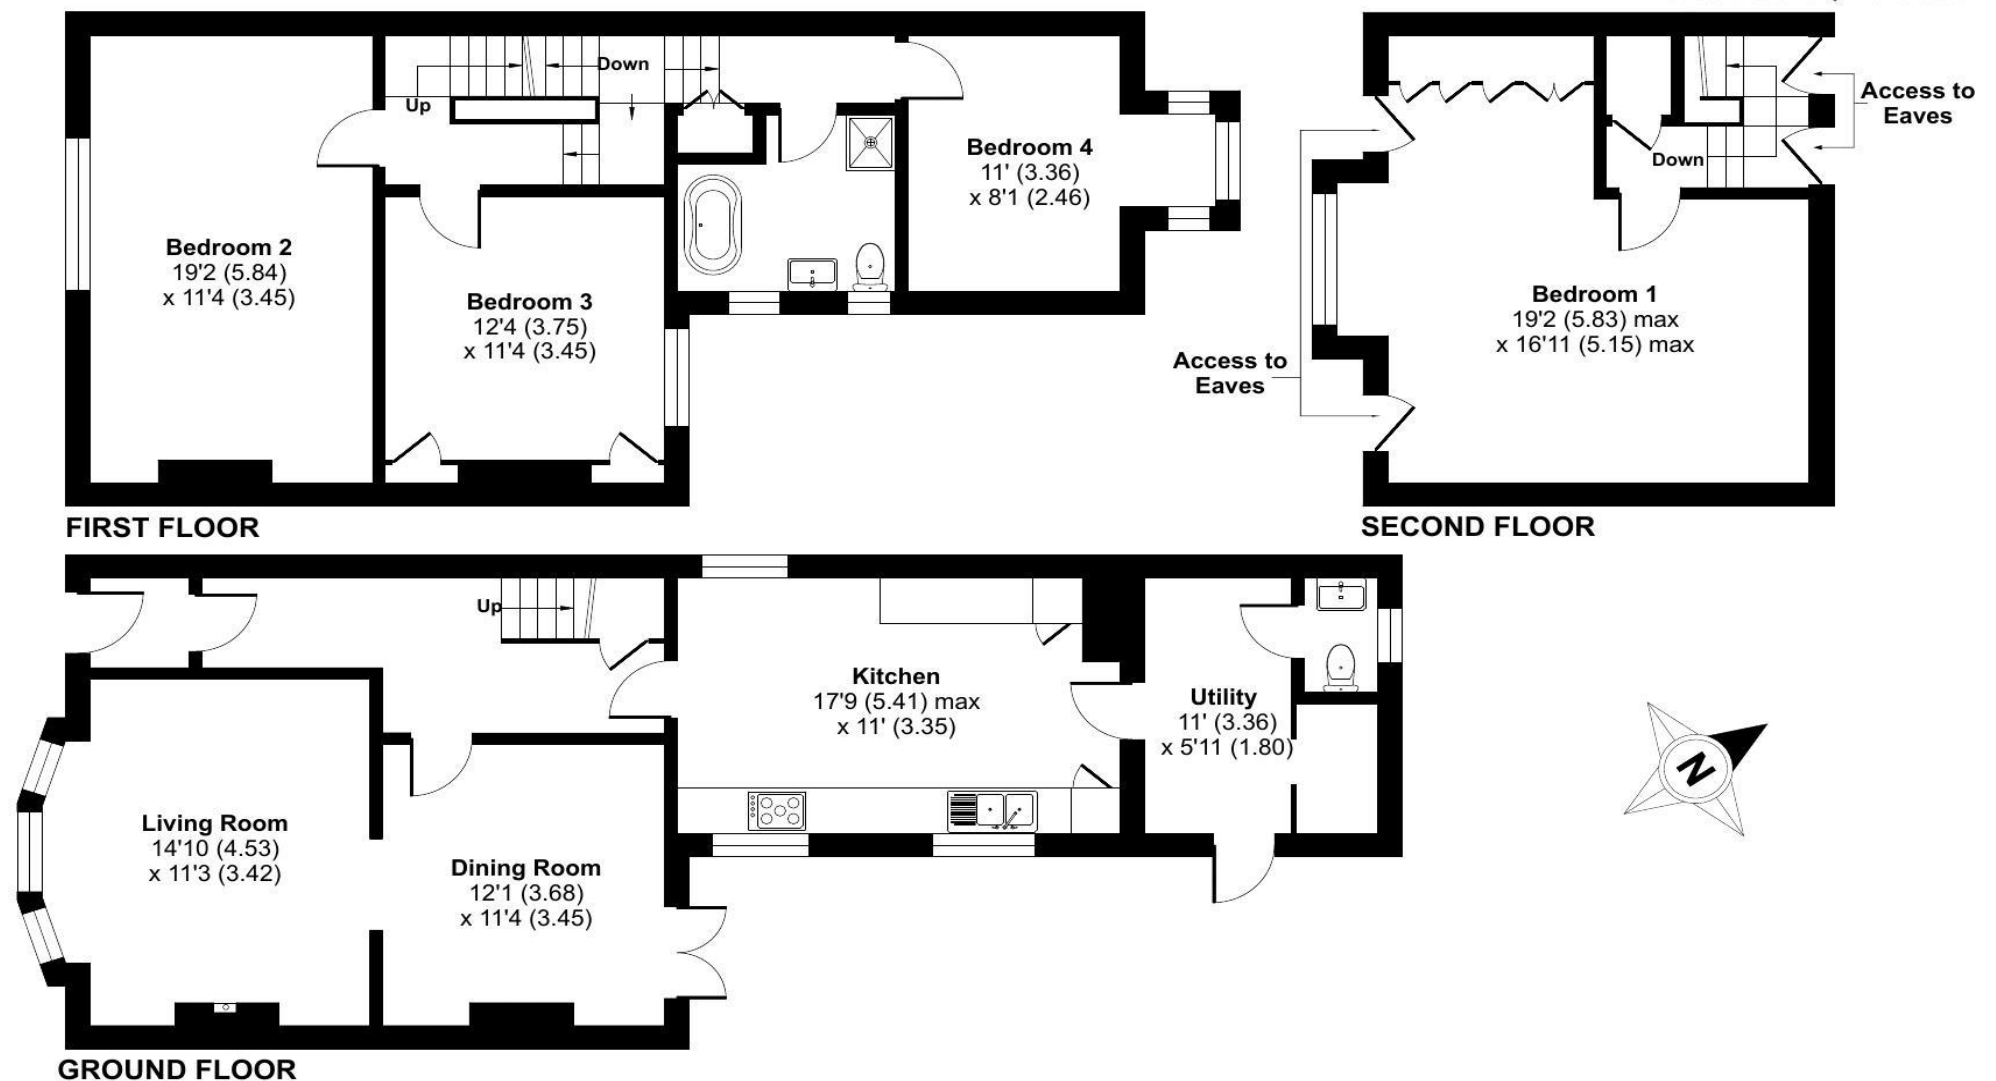 Up
Down
Bedroom 2
19'2 (5.84)
x 11'4 (3.45)
Bedroom 3
12'4 (3.75)
x 11'4 (3.45)
Bedroom 4
11' (3.36)
x 8'1 (2.46)
FIRST FLOOR
Access to
Eaves
Down
Bedroom 1
19'2 (5.83) max
x 16'11 (5.15) max
Access to
Eaves
SECOND FLOOR
Up
Kitchen
17'9 (5.41) max
x 11' (3.35)
Utility
11' (3.36)
x 5'11 (1.80)
Living Room
14'10 (4.53)
x 11'3 (3.42)
Dining Room
12'1 (3.68)
x 11'4 (3.45)
N
GROUND FLOOR